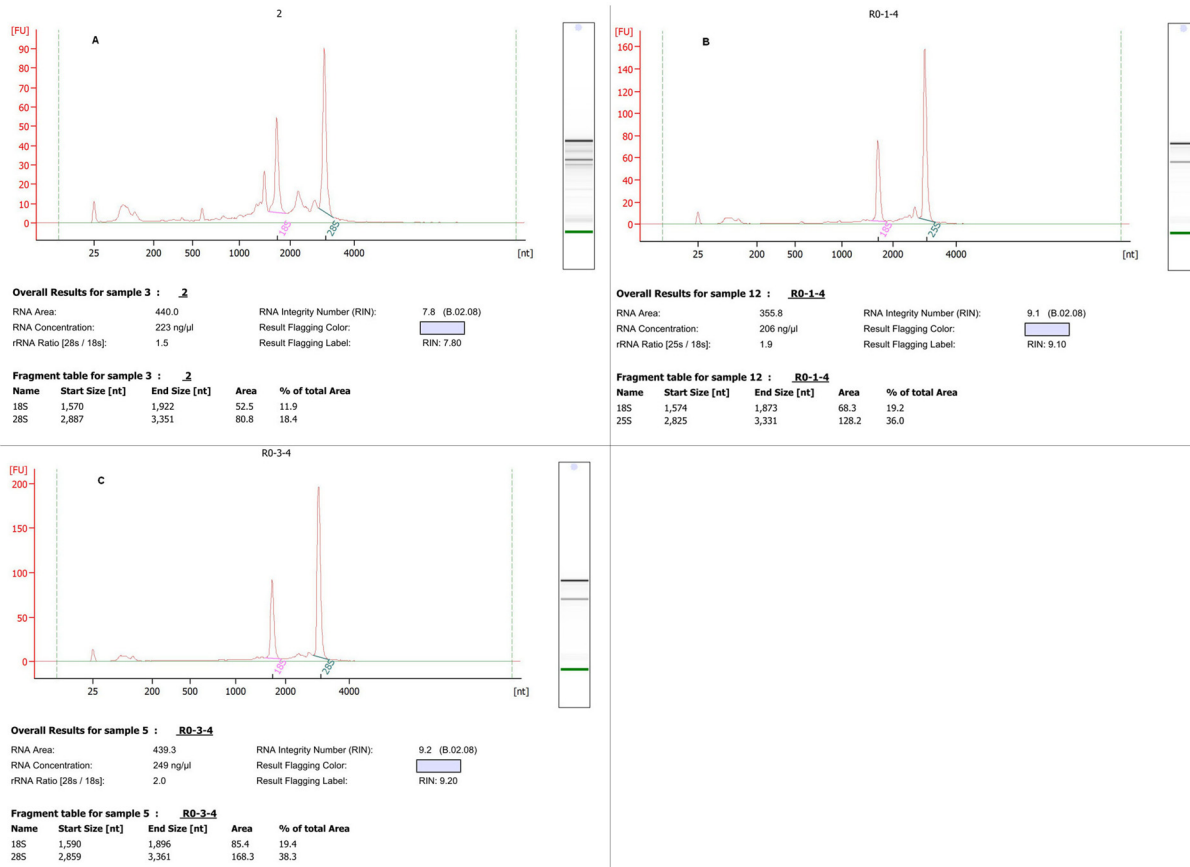 2
[FU]
A
90
80
70
60
50
40
30
20
10
0
18S
28S
25 200 500 1000 2000 4000 [nt]
Overall Results for sample 3 : 2
RNA Area: 440.0 RNA Integrity Number (RIN): 7.8 (B.02.08)
RNA Concentration: 223 ng/µl Result Flagging Color:
rRNA Ratio [28s / 18s]: 1.5 Result Flagging Label: RIN: 7.80
Fragment table for sample 3 : 2
Name Start Size [nt] End Size [nt] Area % of total Area
18S 1,570 1,922 52.5 11.9
28S 2,887 3,351 80.8 18.4
R0-1-4
[FU]
B
160
140
120
100
80
60
40
20
0
18S
25S
25 200 500 1000 2000 4000 [nt]
Overall Results for sample 12 : R0-1-4
RNA Area: 355.8 RNA Integrity Number (RIN): 9.1 (B.02.08)
RNA Concentration: 206 ng/µl Result Flagging Color:
rRNA Ratio [25s / 18s]: 1.9 Result Flagging Label: RIN: 9.10
Fragment table for sample 12 : R0-1-4
Name Start Size [nt] End Size [nt] Area % of total Area
18S 1,574 1,873 68.3 19.2
25S 2,825 3,331 128.2 36.0
R0-3-4
[FU]
C
200
150
100
50
0
18S
28S
25 200 500 1000 2000 4000 [nt]
Overall Results for sample 5 : R0-3-4
RNA Area: 439.3 RNA Integrity Number (RIN): 9.2 (B.02.08)
RNA Concentration: 249 ng/µl Result Flagging Color:
rRNA Ratio [28s / 18s]: 2.0 Result Flagging Label: RIN: 9.20
Fragment table for sample 5 : R0-3-4
Name Start Size [nt] End Size [nt] Area % of total Area
18S 1,590 1,896 85.4 19.4
28S 2,859 3,361 168.3 38.3